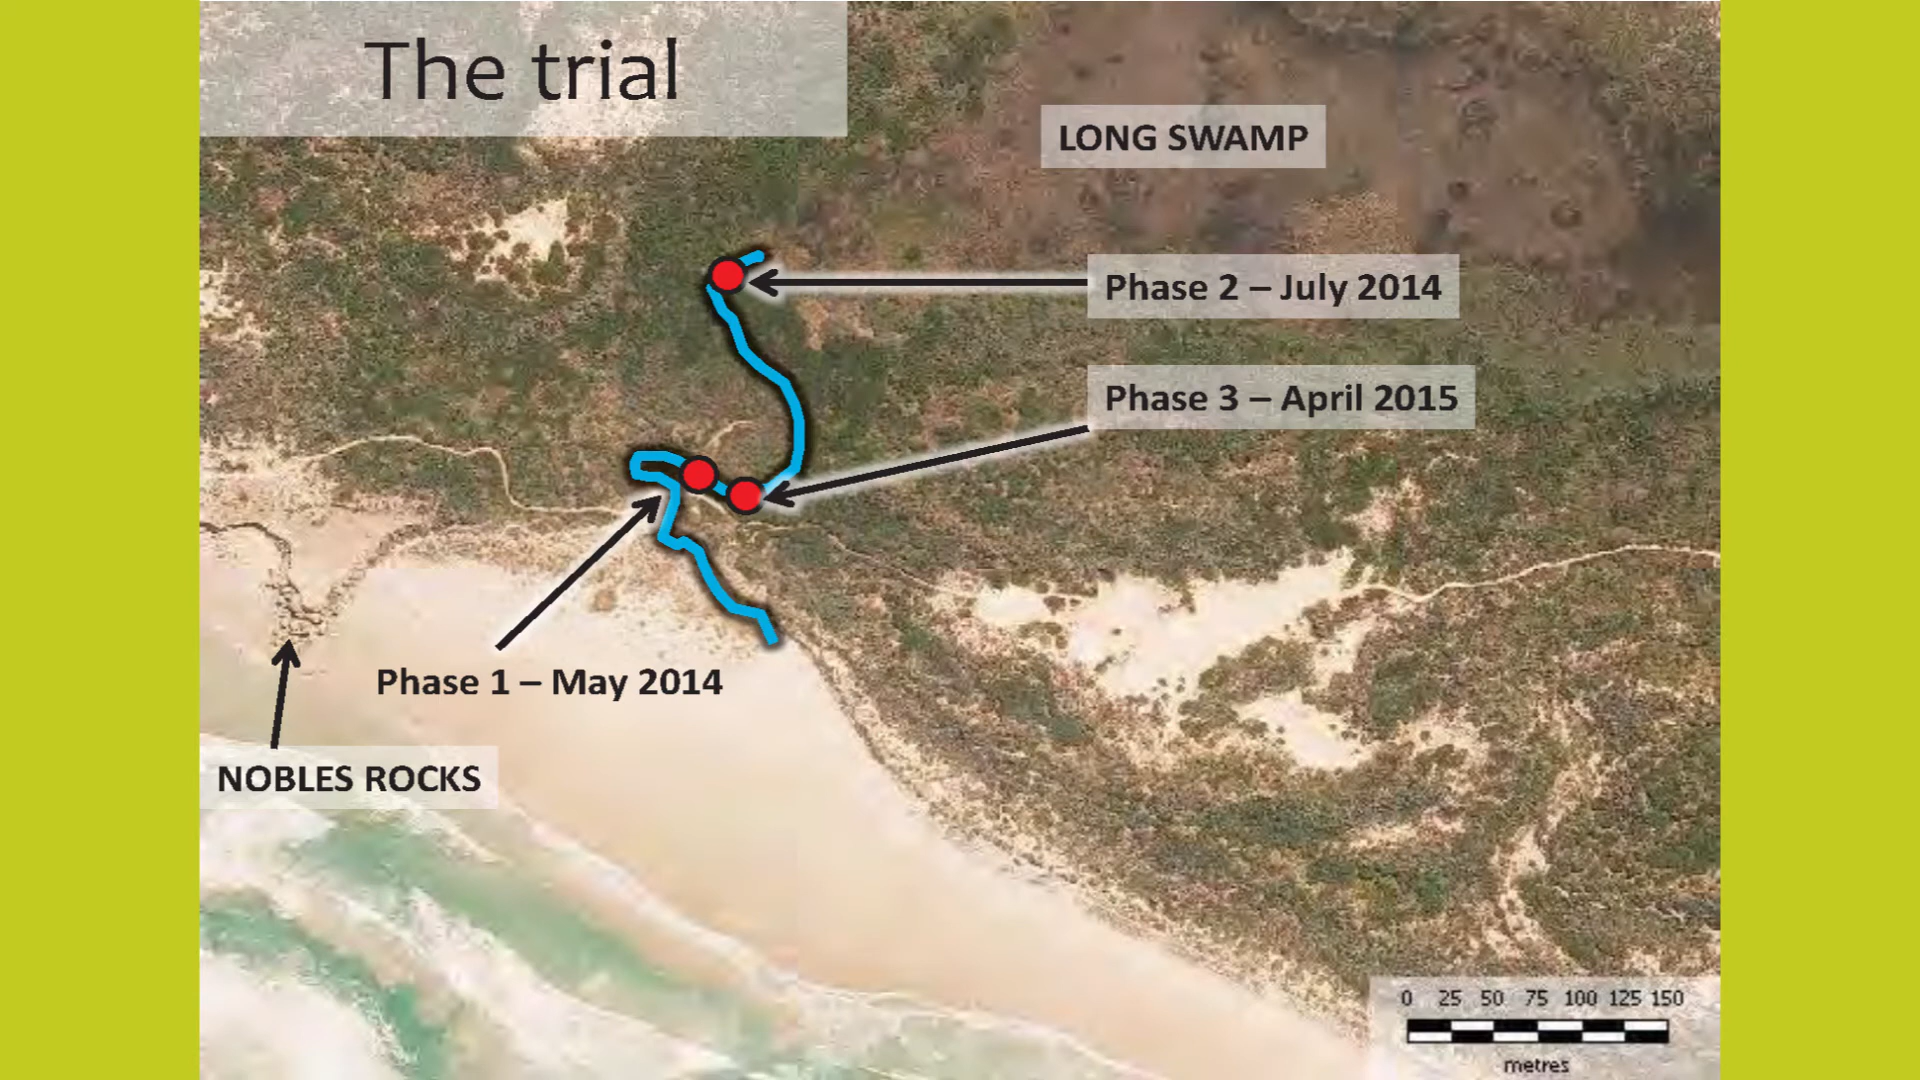 The trial
LONG SWAMP
Phase 2 – July 2014
Phase 3 – April 2015
Phase 1 – May 2014
NOBLES ROCKS
0 25 50 75 100 125 150
metres